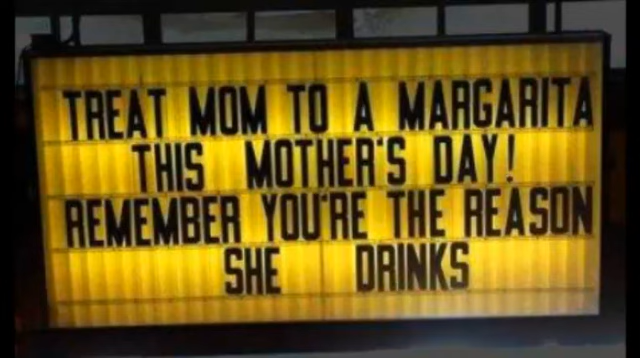 TREAT MOM TO A MARGARITA
THIS MOTHER'S DAY!
REMEMBER YOU'RE THE REASON
SHE DRINKS